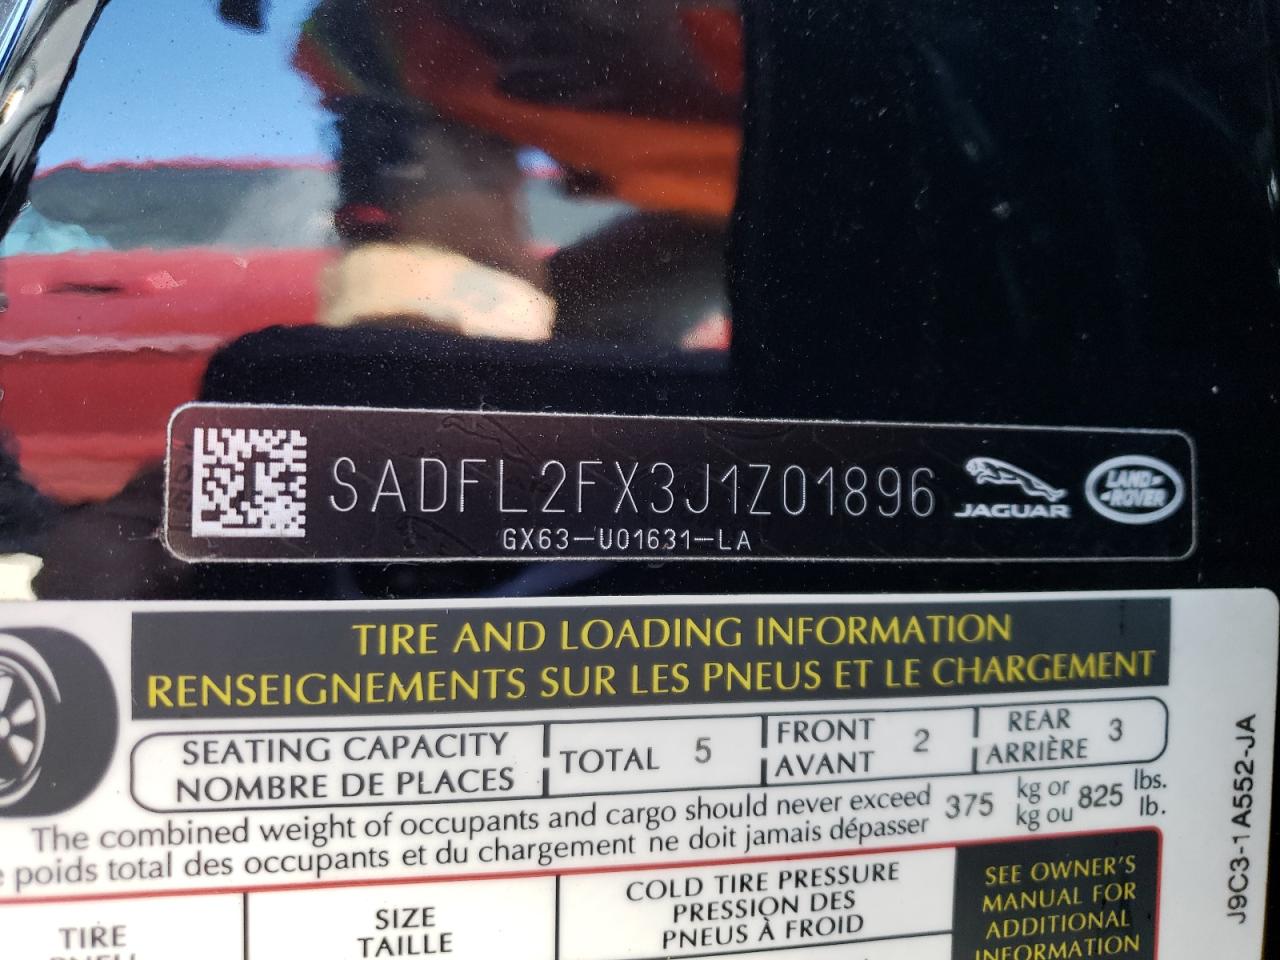 SADFL2FX3J1Z01896
JAGUAR
LAND ROVER
GX63-U01631-LA
TIRE AND LOADING INFORMATION
RENSEIGNEMENTS SUR LES PNEUS ET LE CHARGEMENT
SEATING CAPACITY
NOMBRE DE PLACES
TOTAL 5
FRONT
AVANT
2
REAR
ARRIÈRE
3
The combined weight of occupants and cargo should never exceed 375 kg or 825 lbs.
poids total des occupants et du chargement ne doit jamais dépasser kg ou lb.
TIRE
SIZE
TAILLE
COLD TIRE PRESSURE
PRESSION DES
PNEUS À FROID
SEE OWNER'S
MANUAL FOR
ADDITIONAL
INFORMATION
J9C3-1A552-JA